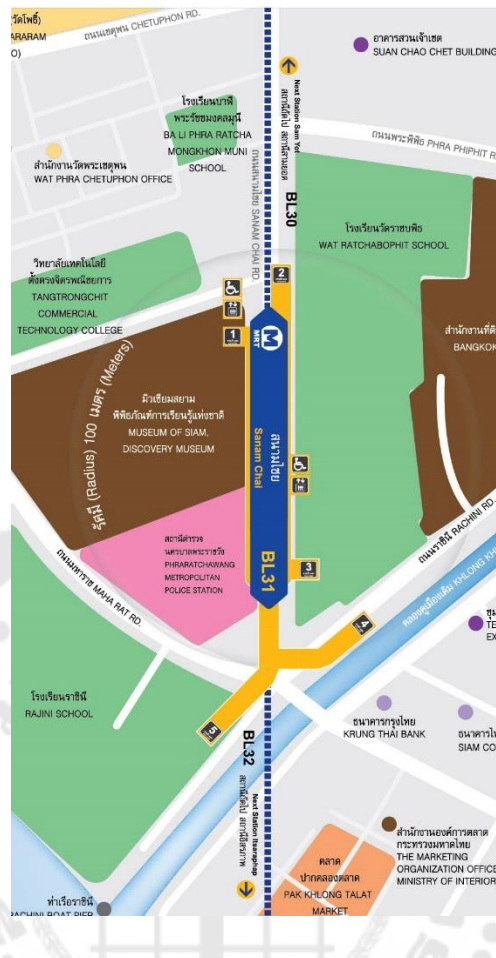 วัดโพธิ์)
ARARAM
O)
ถนนเชตุพน CHETUPHON RD.
อาคารสวนเจ้าเชต
SUAN CHAO CHET BUILDING
Next Station Sam Yot
สถานีถัดไป สถานีสามยอด
BL30
โรงเรียนบาฬี
พระราชมงคลมุนี
BA LI PHRA RATCHA
MONGKHON MUNI
SCHOOL
ถนนพระพิพิธ PHRA PHIPHIT R
สำนักงานวัดพระเชตุพน
WAT PHRA CHETUPHON OFFICE
ถนนสนามไชย SANAM CHAI RD.
โรงเรียนวัดราชบพิธ
WAT RATCHABOPHIT SCHOOL
วิทยาลัยเทคโนโลยี
ตั้งตรงจิตรพณิชยการ
TANGTRONGCHIT
COMMERCIAL
TECHNOLOGY COLLEGE
2
1
MRT
สำนักงานที่ดิ
BANGKOK
รัศมี (Radius) 100 เมตร (Meters)
มิวเซียมสยาม
พิพิธภัณฑ์การเรียนรู้แห่งชาติ
MUSEUM OF SIAM,
DISCOVERY MUSEUM
สนามไชย
Sanam Chai
BL31
สถานีตำรวจ
นครบาลพระราชวัง
PHRARATCHAWANG
METROPOLITAN
POLICE STATION
3
ถนนราชินี RACHINI RD.
ถนนมหาราช MAHA RAT RD.
คลองคูเมืองเดิม KHLONG KH
4
ชุม
TE
EX
โรงเรียนราชินี
RAJINI SCHOOL
5
ธนาคารกรุงไทย
KRUNG THAI BANK
ธนาคารไท
SIAM CO
BL32
Next Station Itsaraphap
สถานีถัดไป สถานีอิสรภาพ
สำนักงานองค์การตลาด
กระทรวงมหาดไทย
THE MARKETING
ORGANIZATION OFFICE
MINISTRY OF INTERIOR
ตลาด
ปากคลองตลาด
PAK KHLONG TALAT
MARKET
ท่าเรือราชินี
RACHINI BOAT PIER